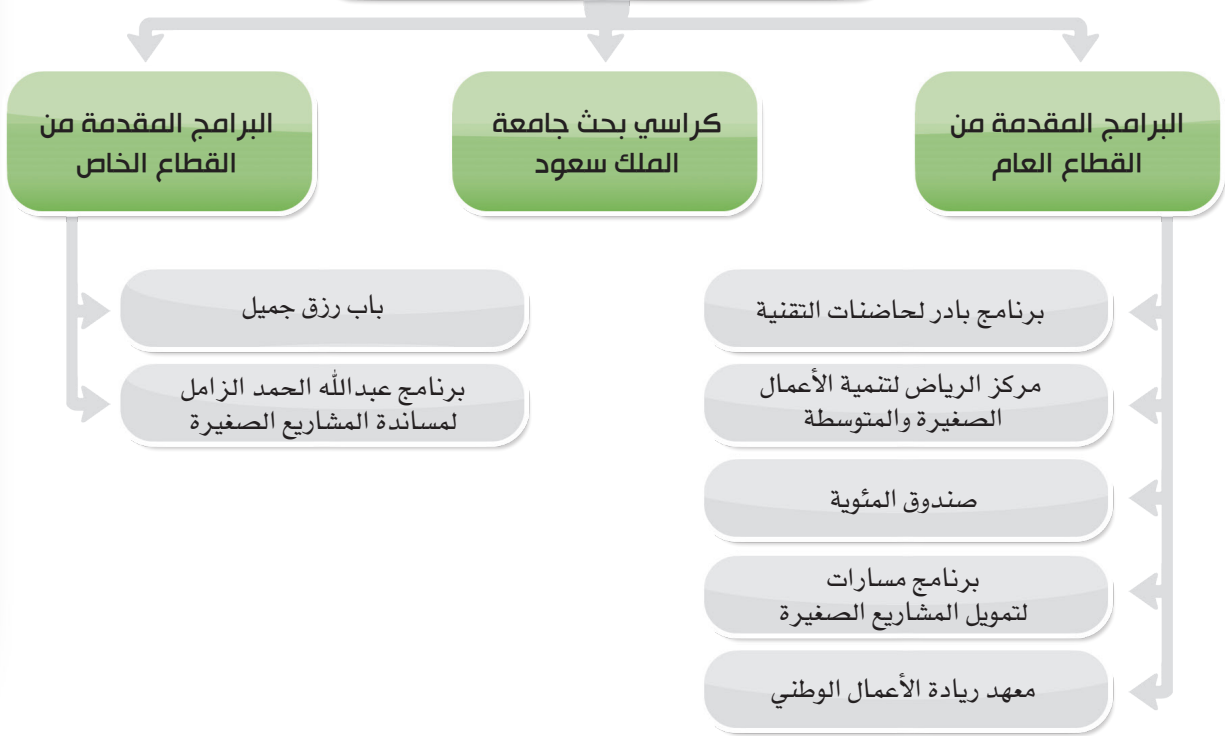 البرامج المقدمة من
القطاع العام
كراسي بحث جامعة
الملك سعود
البرامج المقدمة من
القطاع الخاص
برنامج بادر لحاضنات التقنية
مركز الرياض لتنمية الأعمال
الصغيرة والمتوسطة
صندوق المئوية
برنامج مسارات
لتمويل المشاريع الصغيرة
معهد ريادة الأعمال الوطني
باب رزق جميل
برنامج عبدالله الحمد الزامل
لمساندة المشاريع الصغيرة